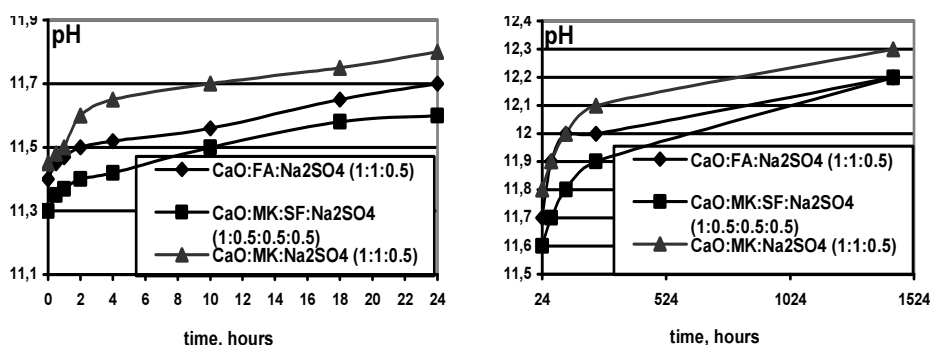 11,9
pH
11,7
11,5
11,3
11,1
CaO:FA:Na2SO4 (1:1:0.5)
CaO:MK:SF:Na2SO4
(1:0.5:0.5:0.5)
CaO:MK:Na2SO4 (1:1:0.5)
0 2 4 6 8 10 12 14 16 18 20 22 24
time, hours
12,4
pH
12,3
12,2
12,1
12
11,9
11,8
11,7
11,6
11,5
CaO:FA:Na2SO4 (1:1:0.5)
CaO:MK:SF:Na2SO4
(1:0.5:0.5:0.5)
CaO:MK:Na2SO4 (1:1:0.5)
24 524 1024 1524
time, hours